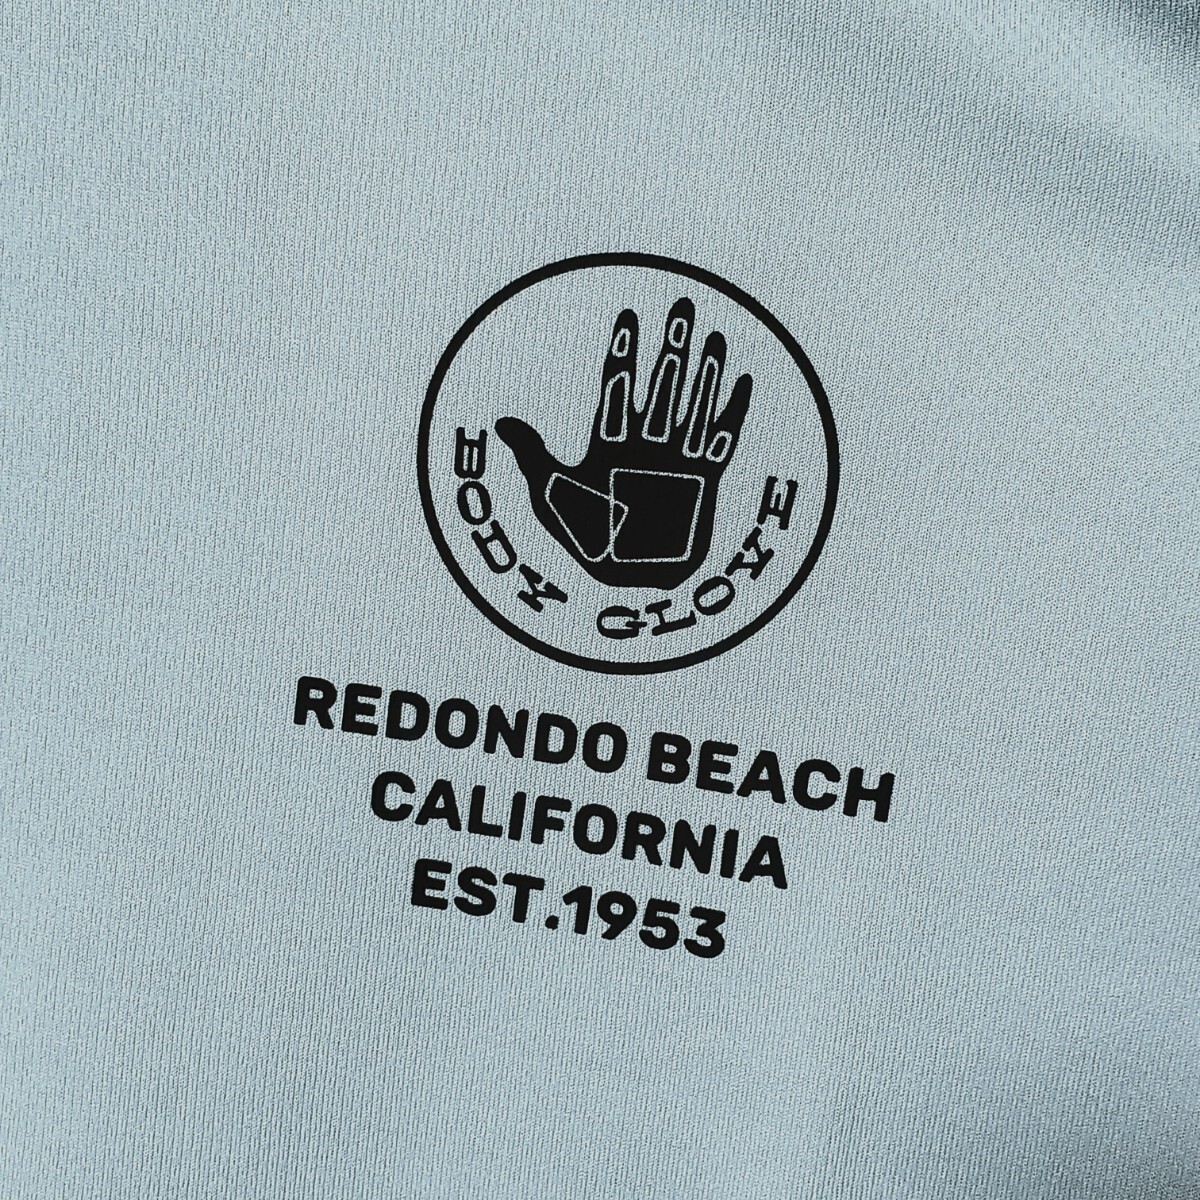 BODY GLOVE
REDONDO BEACH
CALIFORNIA
EST.1953